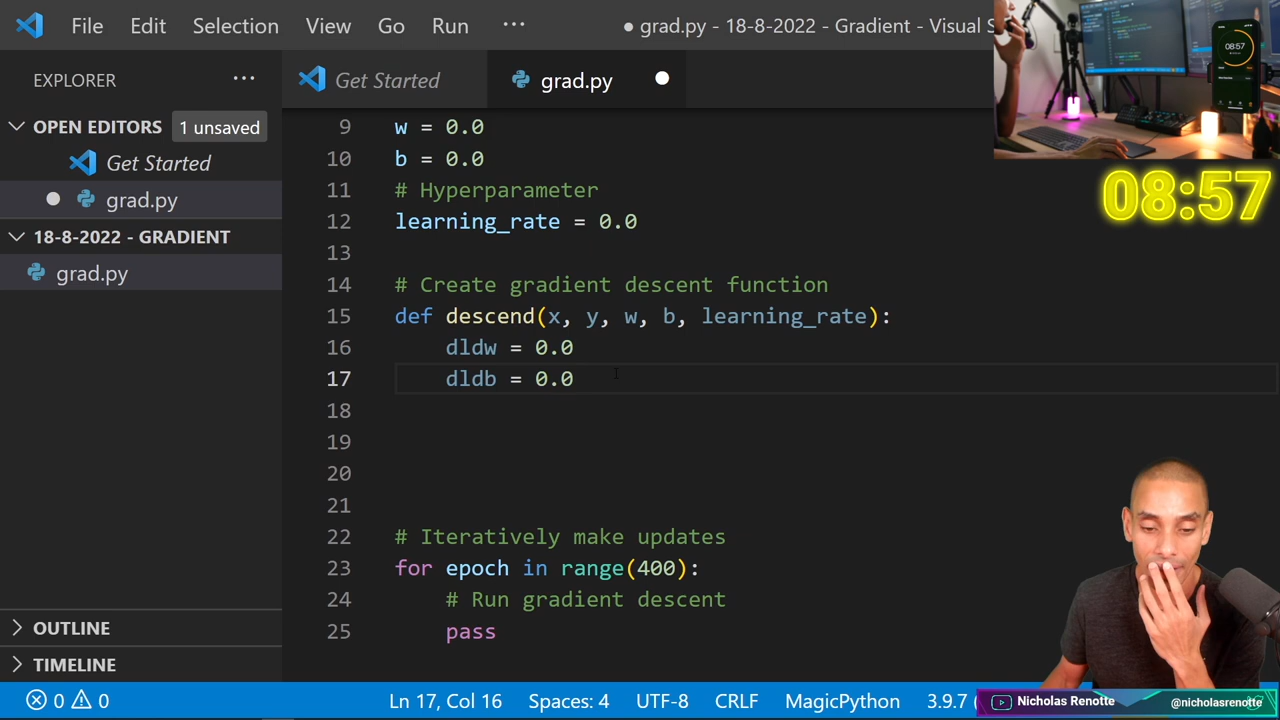 File Edit Selection View Go Run ··· ● grad.py - 18-8-2022 - Gradient - Visual S
08:57
08:57
EXPLORER ···
Get Started
grad.py
OPEN EDITORS 1 unsaved
Get Started
grad.py
18-8-2022 - GRADIENT
grad.py
OUTLINE
TIMELINE
9 w = 0.0
10 b = 0.0
11 # Hyperparameter
12 learning_rate = 0.0
13
14 # Create gradient descent function
15 def descend(x, y, w, b, learning_rate):
16 dldw = 0.0
17 dldb = 0.0
18
19
20
21
22 # Iteratively make updates
23 for epoch in range(400):
24 # Run gradient descent
25 pass
0 0 Ln 17, Col 16 Spaces: 4 UTF-8 CRLF MagicPython 3.9.7 (
Nicholas Renotte @nicholasrenotte